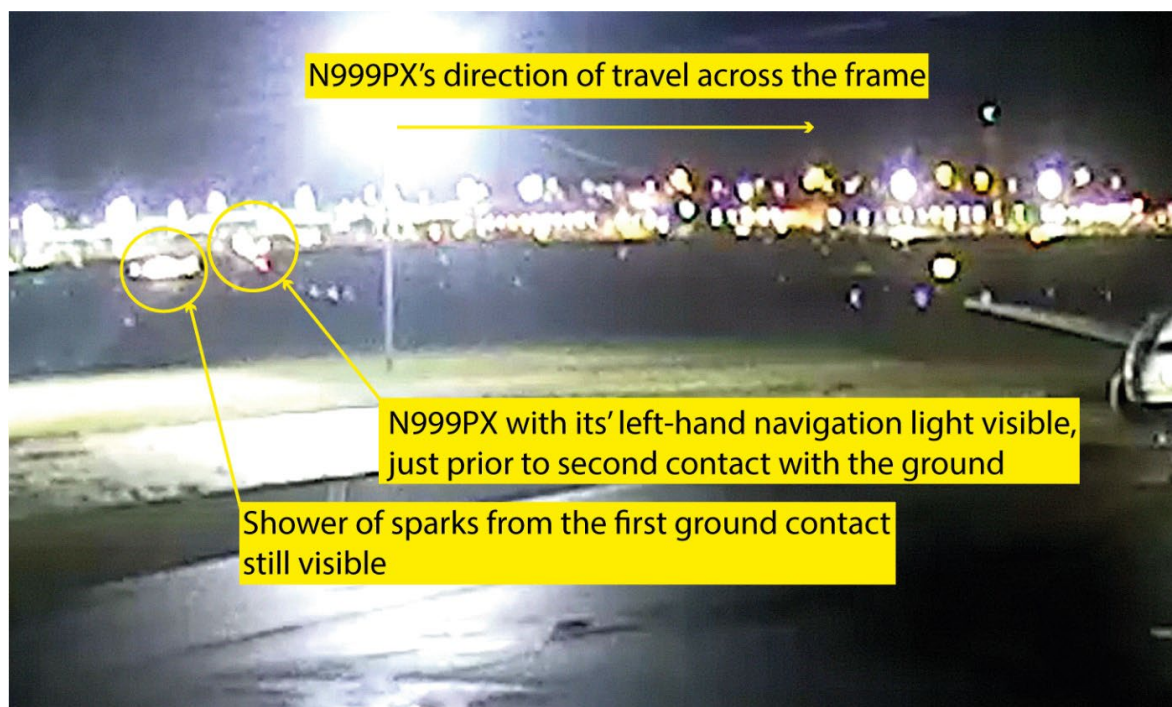 N999PX’s direction of travel across the frame
N999PX with its’ left-hand navigation light visible,
just prior to second contact with the ground
Shower of sparks from the first ground contact
still visible